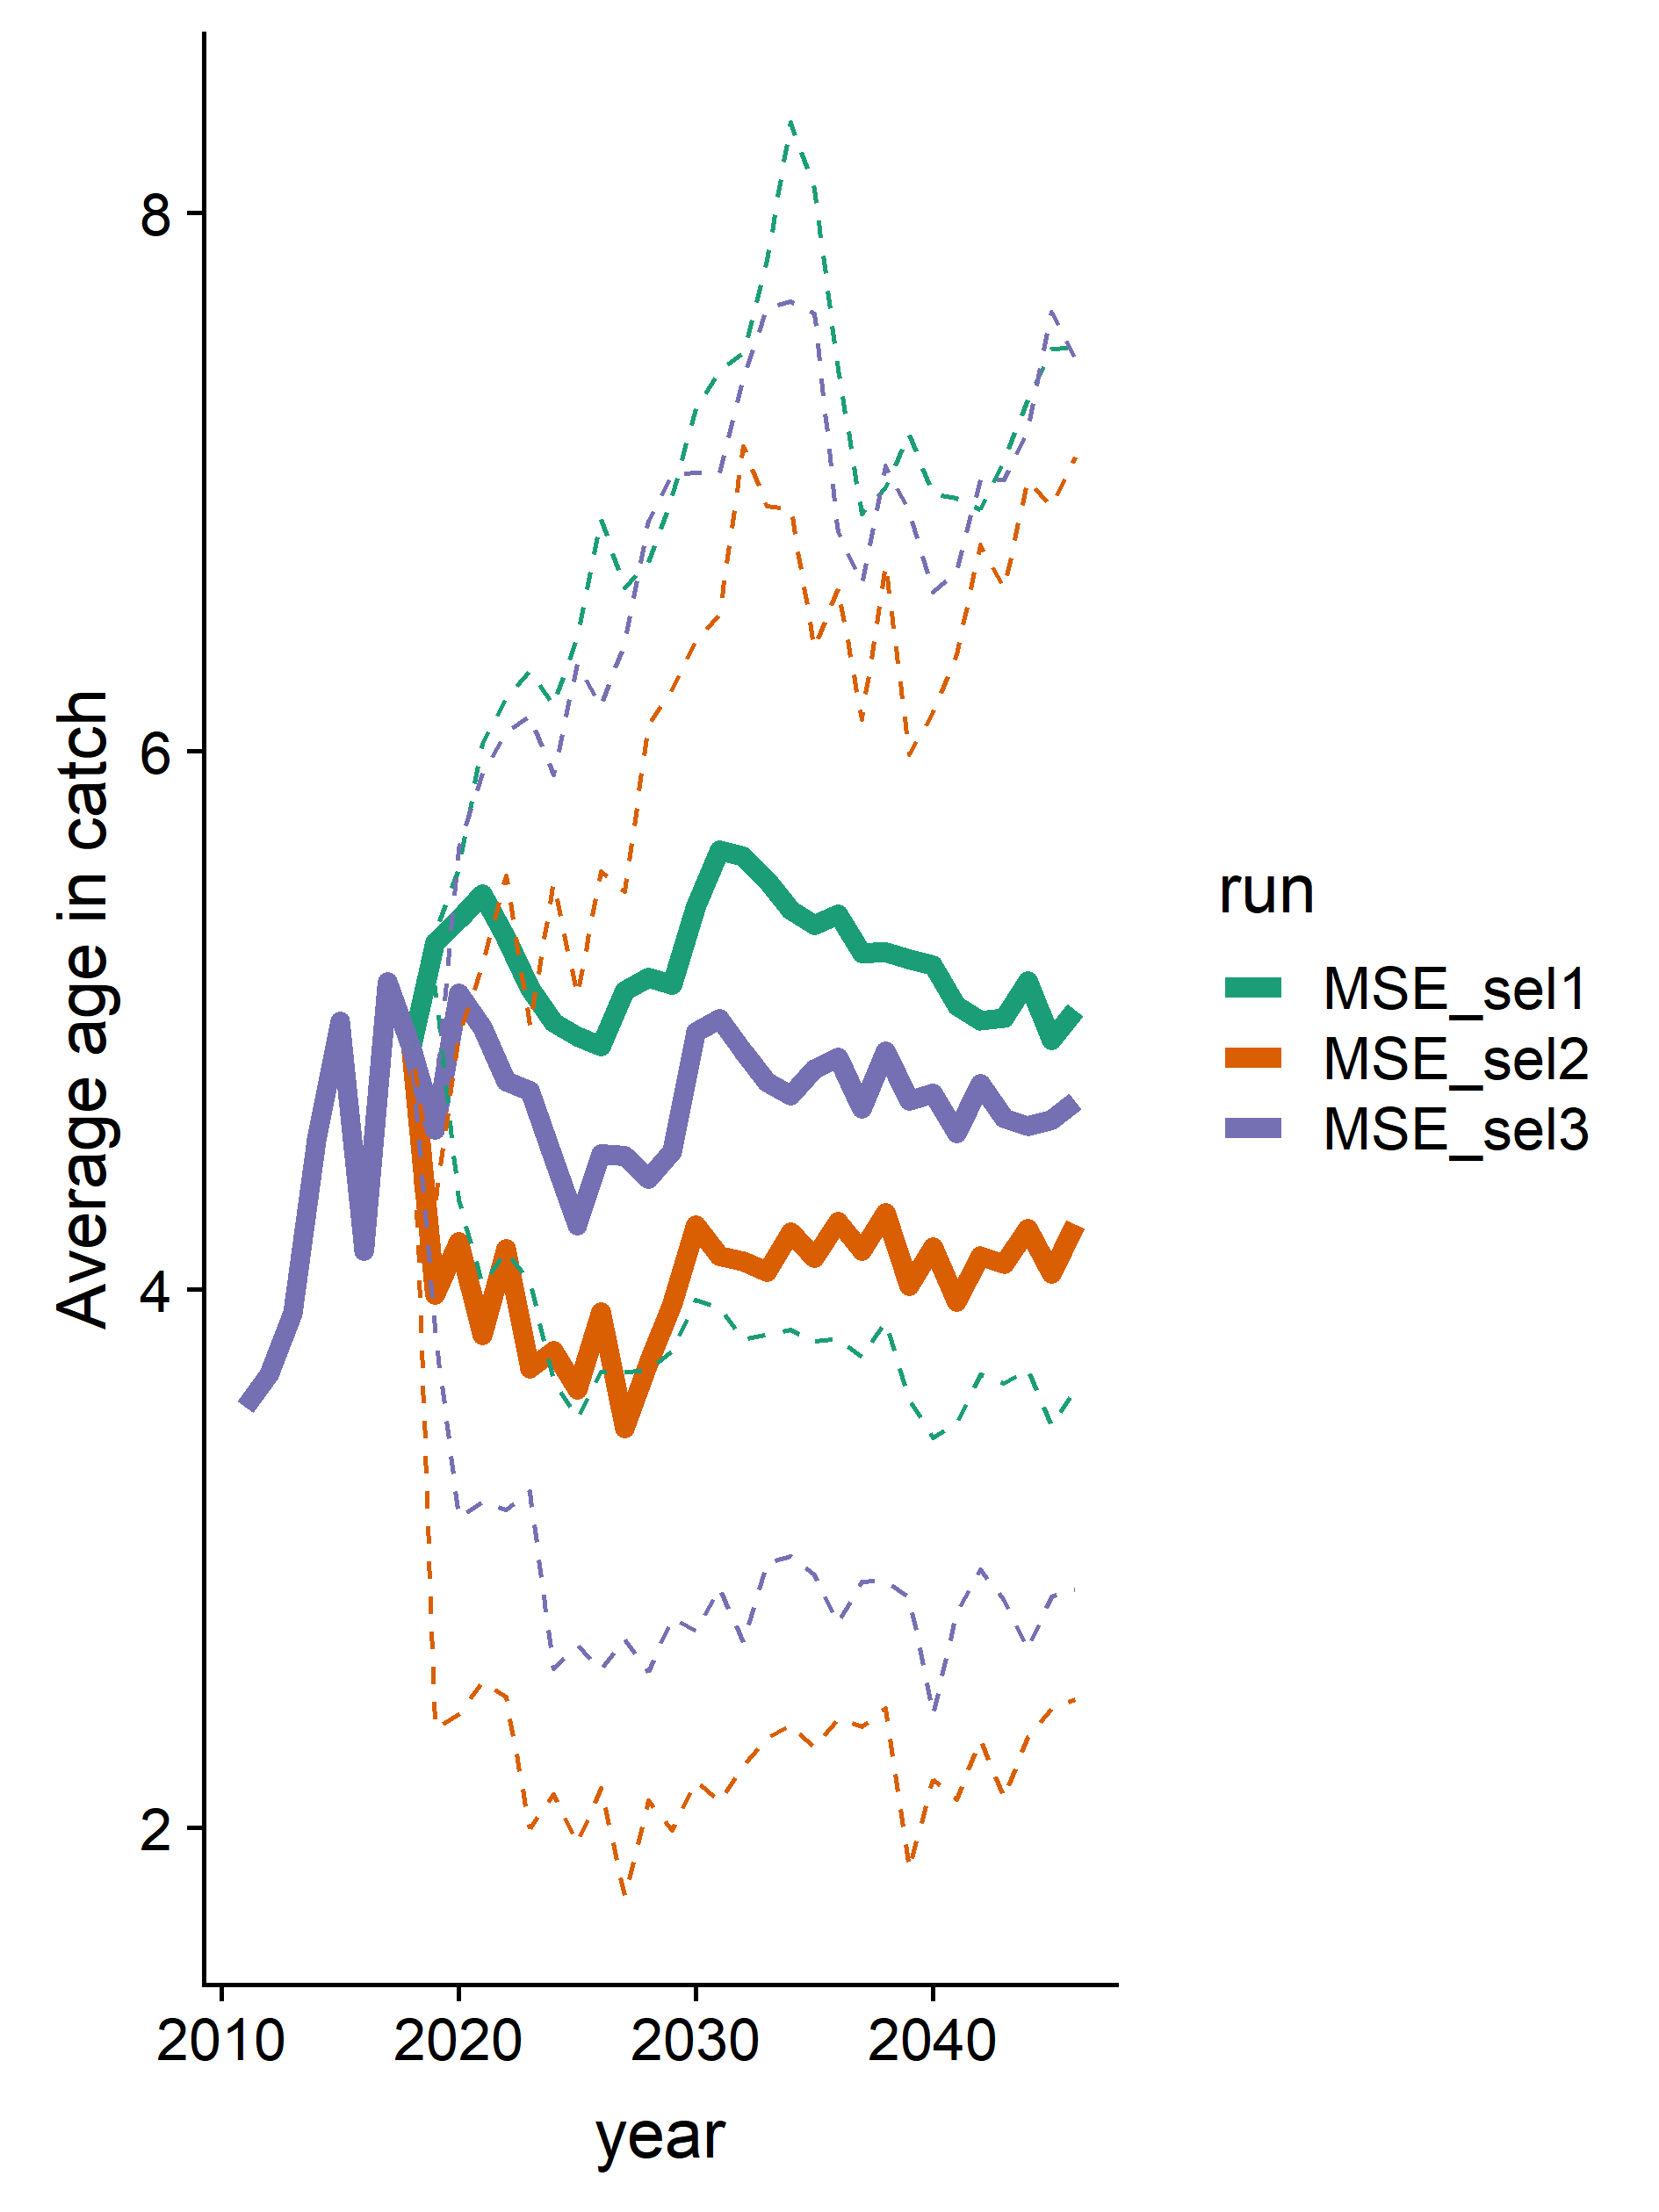 8
6
4
2
Average age in catch
2010 2020 2030 2040
year
run
MSE_sel1
MSE_sel2
MSE_sel3